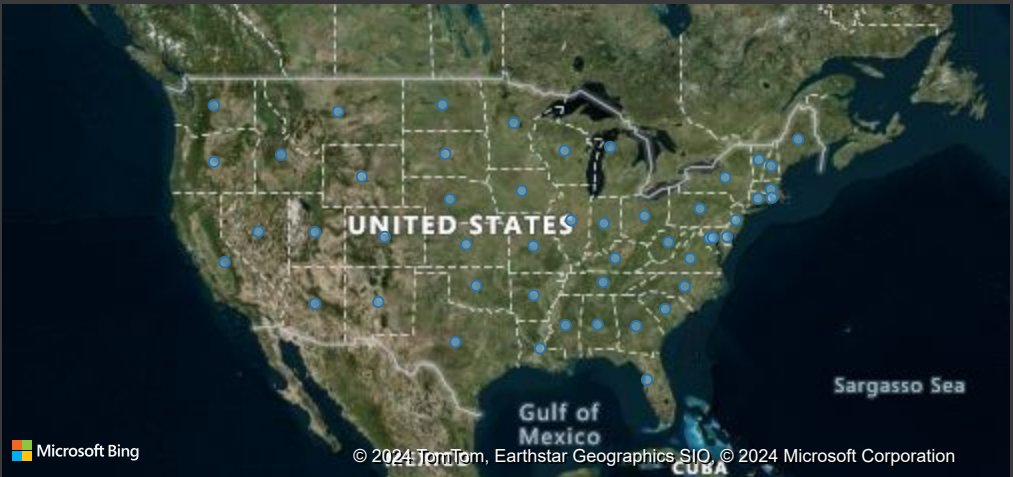 UNITED STATES
Sargasso Sea
Gulf of
Mexico
Microsoft Bing
© 2024 TomTom, Earthstar Geographics SIO, © 2024 Microsoft Corporation
CUBA